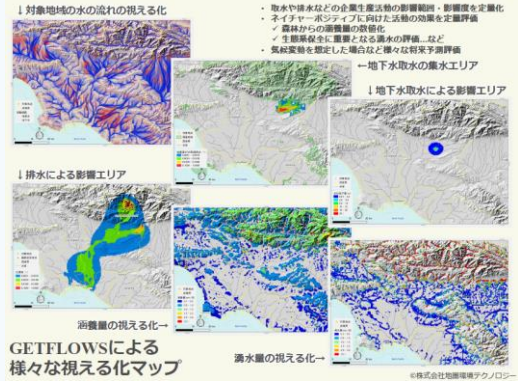 ↓対象地域の水の流れの視える化
• 取水や排水などの企業生産活動の影響範囲・影響度を定量化
• ネイチャーポジティブに向けた活動の効果を定量評価
✓ 森林からの涵養量の数値化
✓ 生態系保全に重要となる湧水の評価...など
• 気候変動を想定した場合など様々な将来予測評価
←地下水取水の集水エリア
↓地下水取水による影響エリア
↓排水による影響エリア
涵養量の視える化→
湧水量の視える化→
GETFLOWSによる
様々な視える化マップ
©株式会社地圏環境テクノロジー